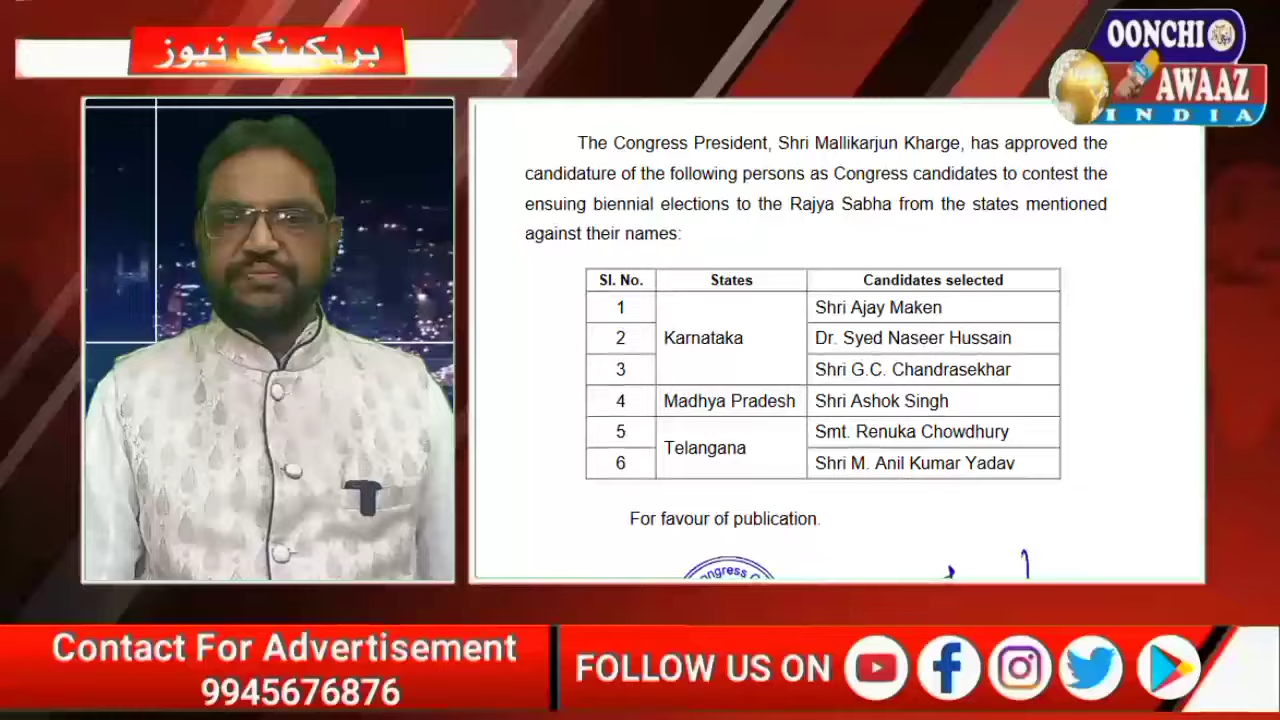 بریکینگ نیوز
OONCHI
AWAAZ
INDIA
The Congress President, Shri Mallikarjun Kharge, has approved the
candidature of the following persons as Congress candidates to contest the
ensuing biennial elections to the Rajya Sabha from the states mentioned
against their names:
Sl. No. States Candidates selected
1 Shri Ajay Maken
2 Karnataka Dr. Syed Naseer Hussain
3 Shri G.C. Chandrasekhar
4 Madhya Pradesh Shri Ashok Singh
5 Smt. Renuka Chowdhury
Telangana
6 Shri M. Anil Kumar Yadav
For favour of publication.
ongress C
Contact For Advertisement
9945676876
FOLLOW US ON